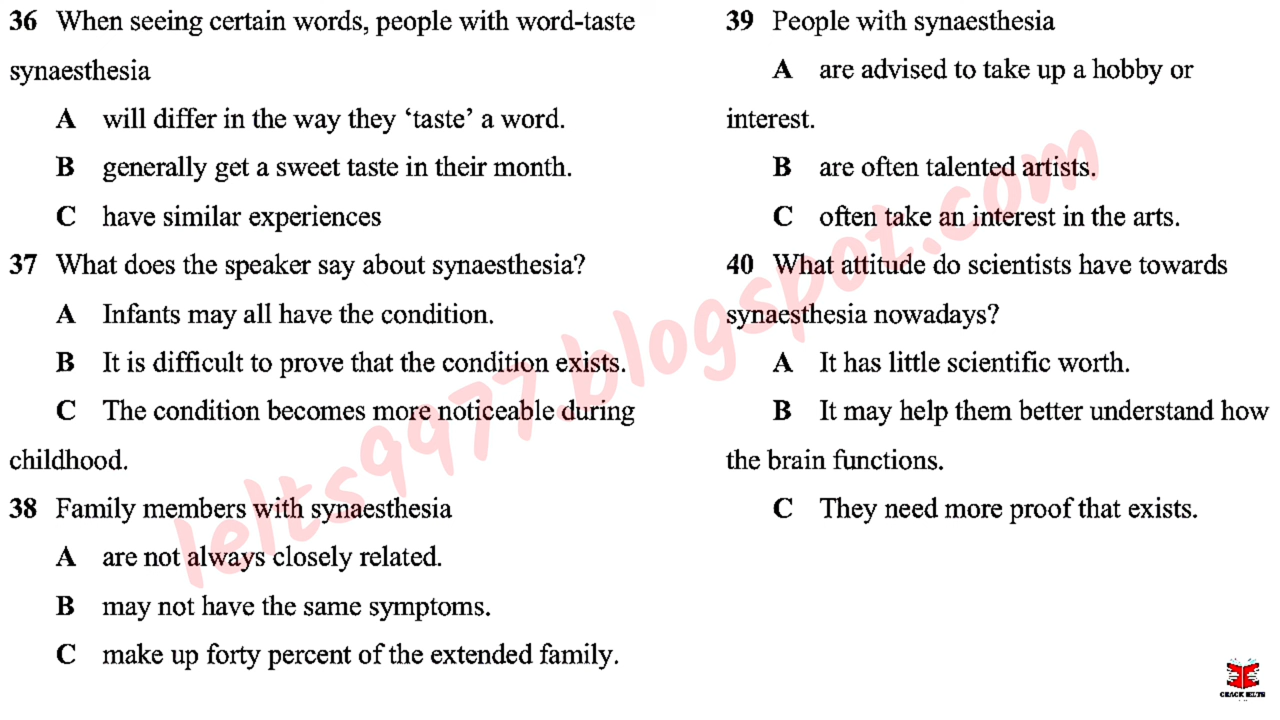 36 When seeing certain words, people with word-taste
synaesthesia
A will differ in the way they ‘taste’ a word.
B generally get a sweet taste in their month.
C have similar experiences
37 What does the speaker say about synaesthesia?
A Infants may all have the condition.
B It is difficult to prove that the condition exists.
C The condition becomes more noticeable during
childhood.
38 Family members with synaesthesia
A are not always closely related.
B may not have the same symptoms.
C make up forty percent of the extended family.
39 People with synaesthesia
A are advised to take up a hobby or
interest.
B are often talented artists.
C often take an interest in the arts.
40 What attitude do scientists have towards
synaesthesia nowadays?
A It has little scientific worth.
B It may help them better understand how
the brain functions.
C They need more proof that exists.
Ielts9977.blogspot.com
CRACK IELTS